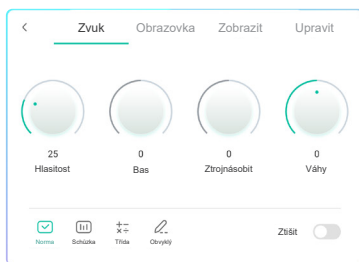 Zvuk Obrazovka Zobrazit Upravit
25 0 0 0
Hlasitost Bas Ztrojnásobit Váhy
Norma Schůzka Třída Obvyklý Ztišit